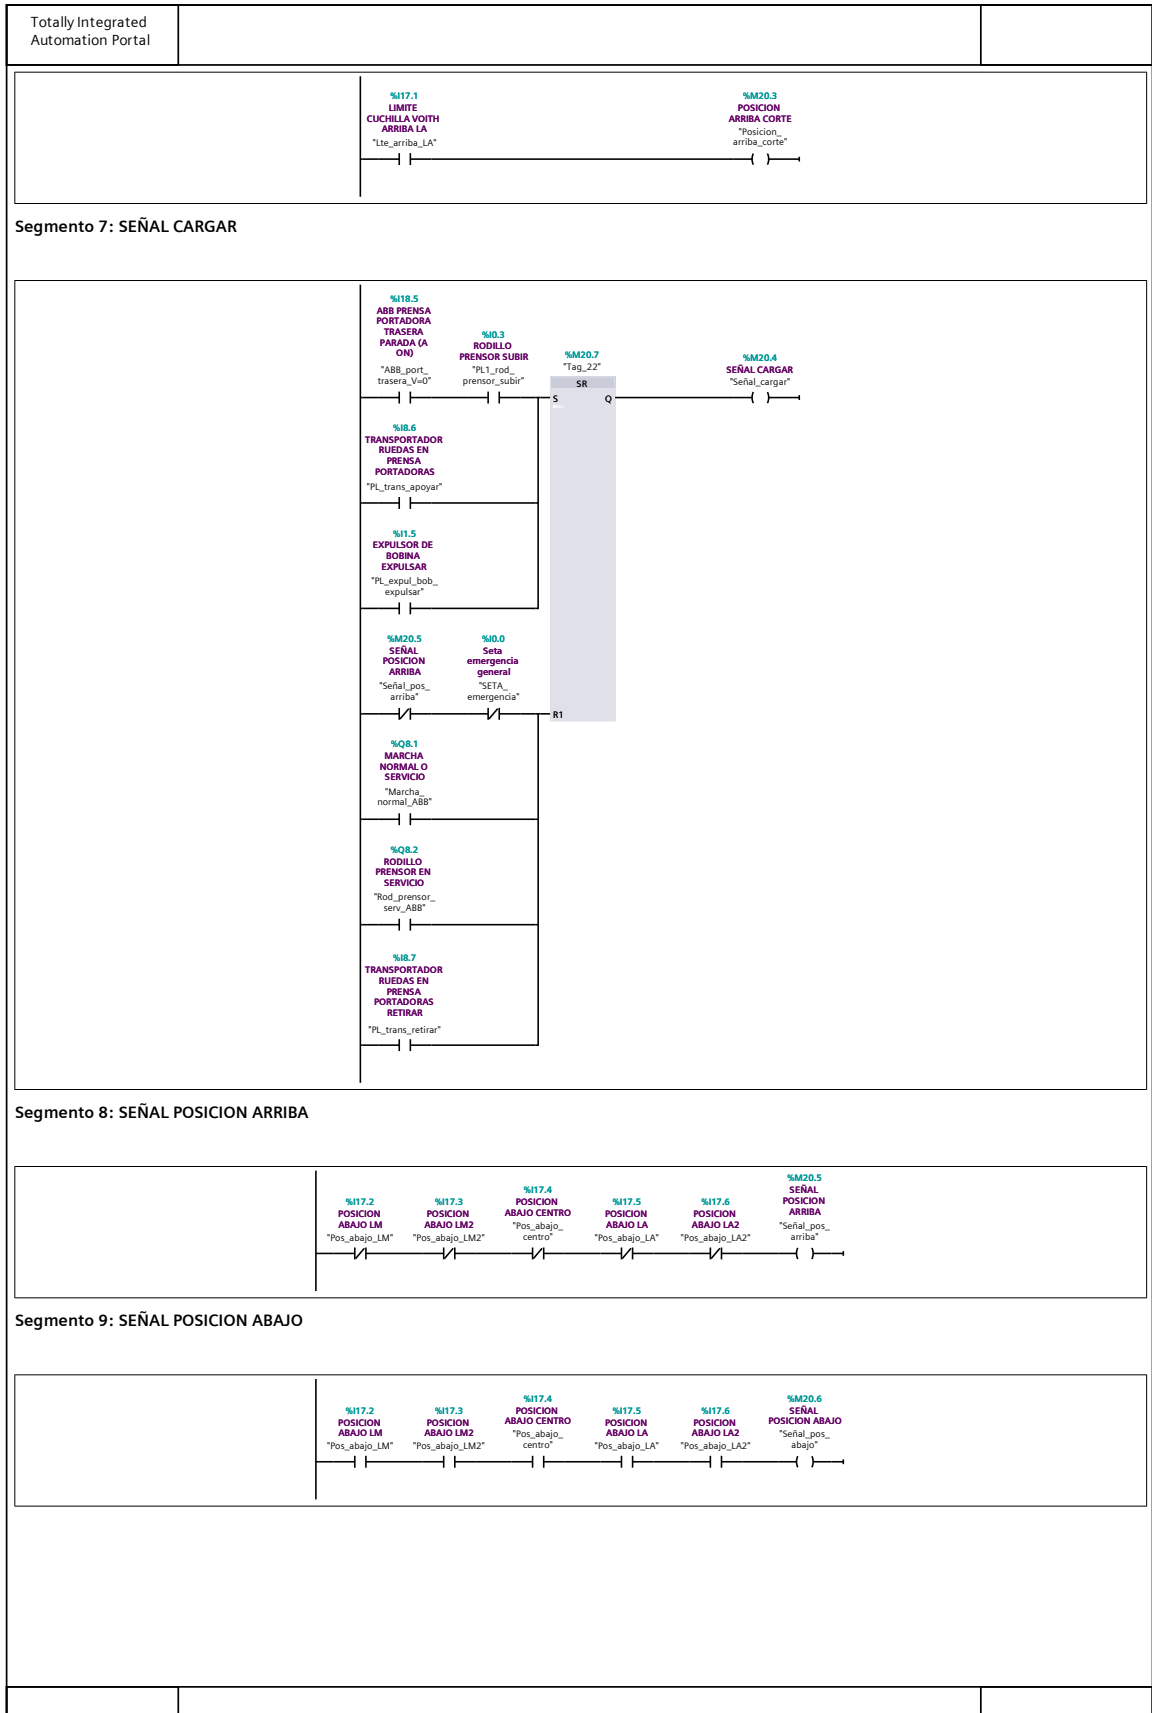 Totally Integrated
Automation Portal
%I17.1
LIMITE
CUCHILLA VOITH
ARRIBA LA
"Lte_arriba_LA"
%M20.3
POSICION
ARRIBA CORTE
"Posicion_
arriba_corte"
Segmento 7: SEÑAL CARGAR
%I18.5
ABB PRENSA
PORTADORA
TRASERA
PARADA (A
ON)
"ABB_port_
trasera_V=0"
%I0.3
RODILLO
PRENSOR SUBIR
"PL1_rod_
prensor_subir"
%M20.7
"Tag_22"
SR
S
Q
%M20.4
SEÑAL CARGAR
"Señal_cargar"
%I8.6
TRANSPORTADOR
RUEDAS EN
PRENSA
PORTADORAS
"PL_trans_apoyar"
%I1.5
EXPULSOR DE
BOBINA
EXPULSAR
"PL_expul_bob_
expulsar"
%M20.5
SEÑAL
POSICION
ARRIBA
"Señal_pos_
arriba"
%I0.0
Seta
emergencia
general
"SETA_
emergencia"
R1
%Q8.1
MARCHA
NORMAL O
SERVICIO
"Marcha_
normal_ABB"
%Q8.2
RODILLO
PRENSOR EN
SERVICIO
"Rod_prensor_
serv_ABB"
%I8.7
TRANSPORTADOR
RUEDAS EN
PRENSA
PORTADORAS
RETIRAR
"PL_trans_retirar"
Segmento 8: SEÑAL POSICION ARRIBA
%I17.2
POSICION
ABAJO LM
"Pos_abajo_LM"
%I17.3
POSICION
ABAJO LM2
"Pos_abajo_LM2"
%I17.4
POSICION
ABAJO CENTRO
"Pos_abajo_
centro"
%I17.5
POSICION
ABAJO LA
"Pos_abajo_LA"
%I17.6
POSICION
ABAJO LA2
"Pos_abajo_LA2"
%M20.5
SEÑAL
POSICION
ARRIBA
"Señal_pos_
arriba"
Segmento 9: SEÑAL POSICION ABAJO
%I17.2
POSICION
ABAJO LM
"Pos_abajo_LM"
%I17.3
POSICION
ABAJO LM2
"Pos_abajo_LM2"
%I17.4
POSICION
ABAJO CENTRO
"Pos_abajo_
centro"
%I17.5
POSICION
ABAJO LA
"Pos_abajo_LA"
%I17.6
POSICION
ABAJO LA2
"Pos_abajo_LA2"
%M20.6
SEÑAL
POSICION ABAJO
"Señal_pos_
abajo"